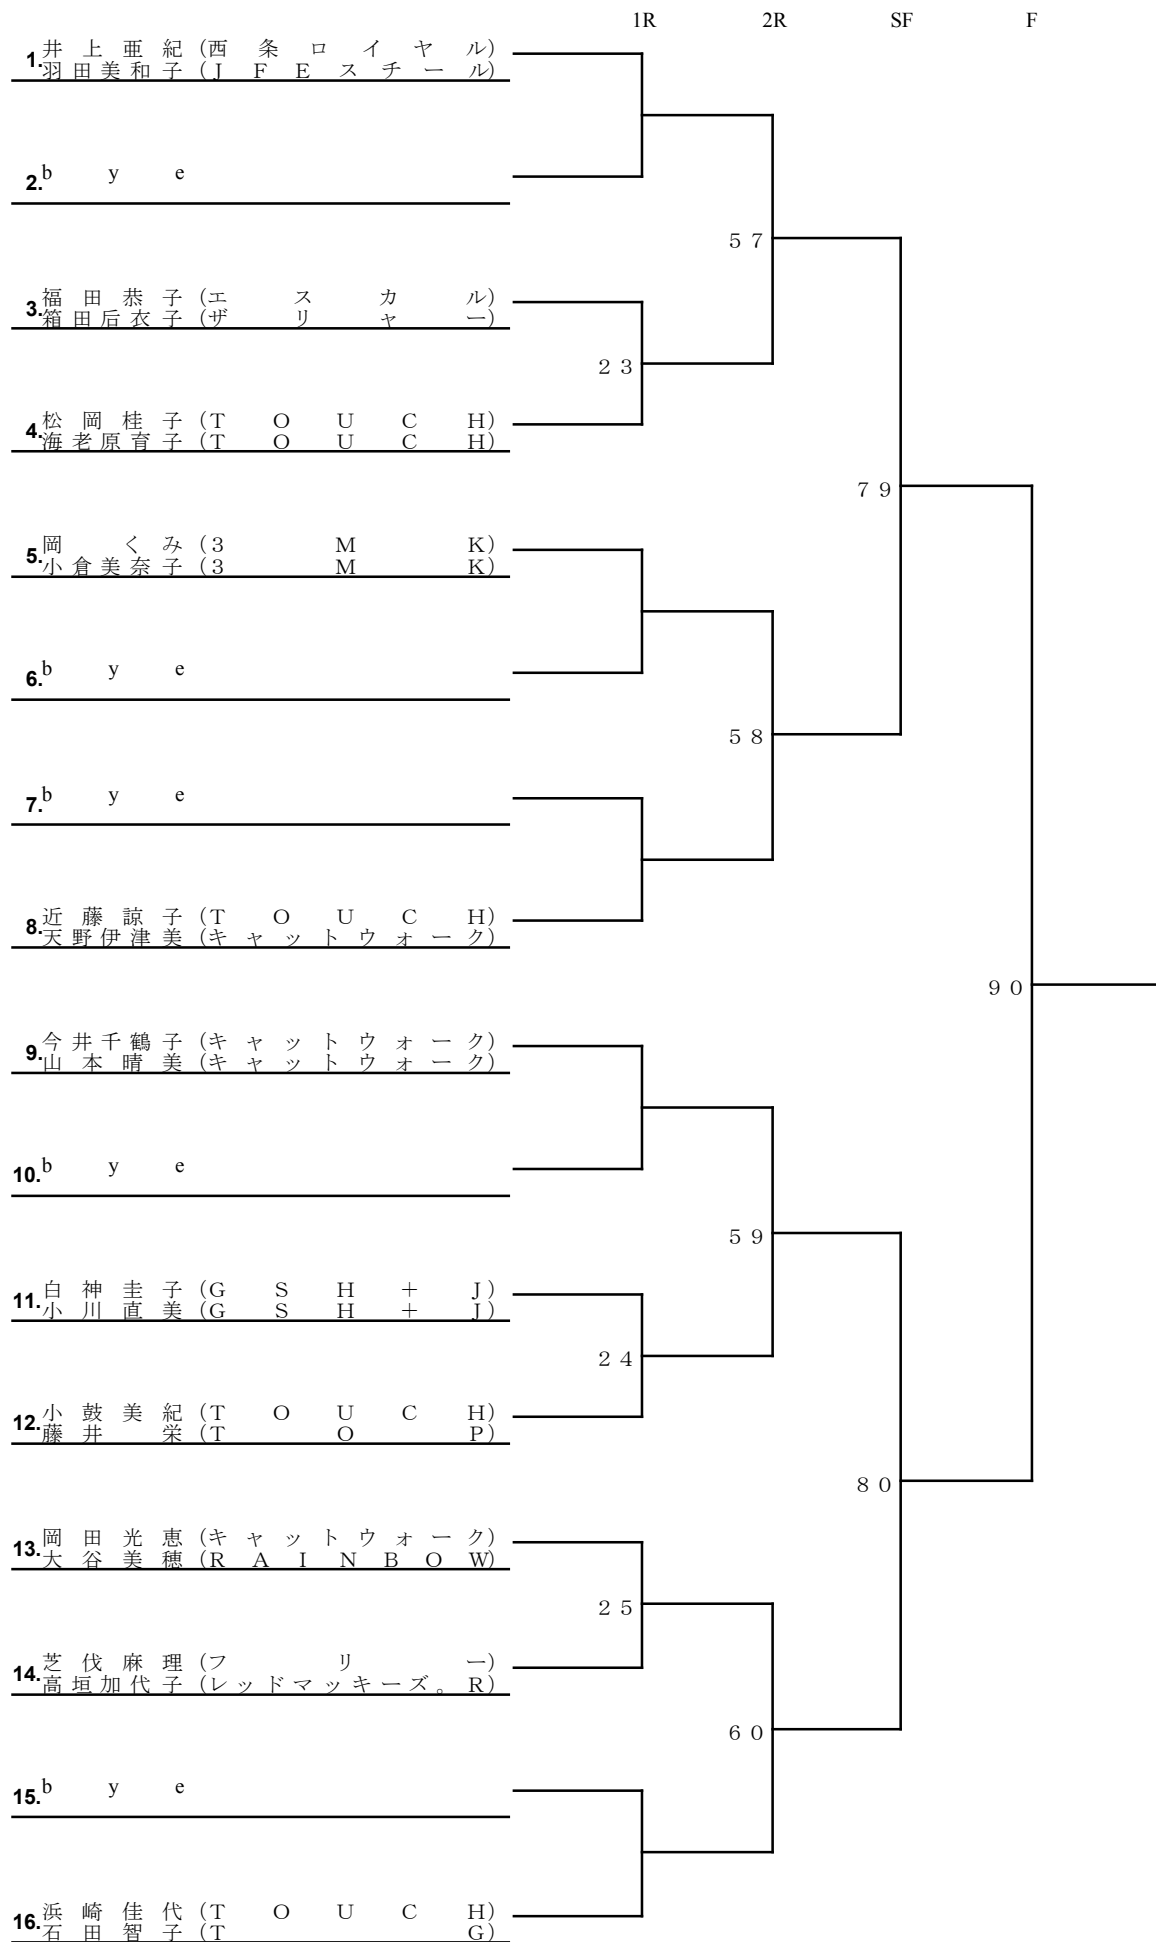 1R 2R SF F
1. 井上亜紀(西条ロイヤル)
羽田美和子(JFEスチール)
2. bye
57
3. 福田恭子(エスカル)
箱田后衣子(ザリャー)
23
4. 松岡桂子(TOUCH)
海老原育子(TOUCH)
79
5. 岡くみ(3MK)
小倉美奈子(3MK)
6. bye
58
7. bye
8. 近藤諒子(TOUCH)
天野伊津美(キャットウォーク)
90
9. 今井千鶴子(キャットウォーク)
山本晴美(キャットウォーク)
10. bye
59
11. 白神圭子(GSH+J)
小川直美(GSH+J)
24
12. 小鼓美紀(TOUCH)
藤井栄(TOP)
80
13. 岡田光恵(キャットウォーク)
大谷美穂(RAINBOW)
25
14. 芝伐麻理(フリー)
高垣加代子(レッドマッキーズ。R)
60
15. bye
16. 浜崎佳代(TOUCH)
石田智子(TG)